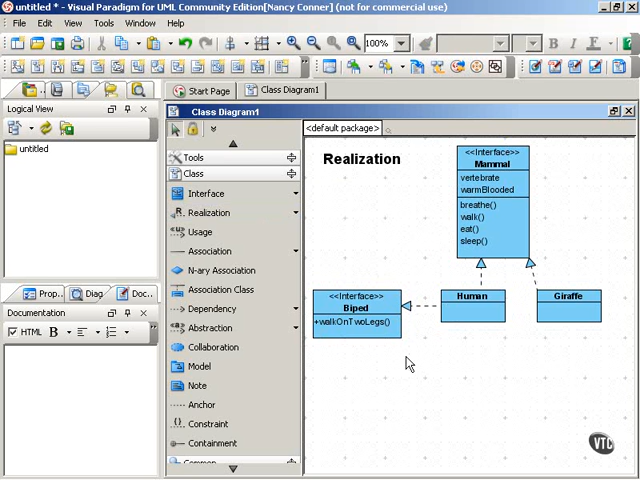 untitled * - Visual Paradigm for UML Community Edition[Nancy Conner] (not for commercial use)
File Edit View Tools Window Help
100%
B I F
Start Page Class Diagram1
Logical View
untitled
Class Diagram1
<default package>
Tools
Class
Interface
Realization
Usage
Association
N-ary Association
Association Class
Dependency
Abstraction
Collaboration
Model
Note
Anchor
Constraint
Containment
Common
Prop... Diag Doc...
Documentation
HTML B
Realization
<<Interface>>
Mammal
vertebrate
warmBlooded
breathe()
walk()
eat()
sleep()
<<Interface>>
Biped
+walkOnTwoLegs()
Human
Giraffe
VTC